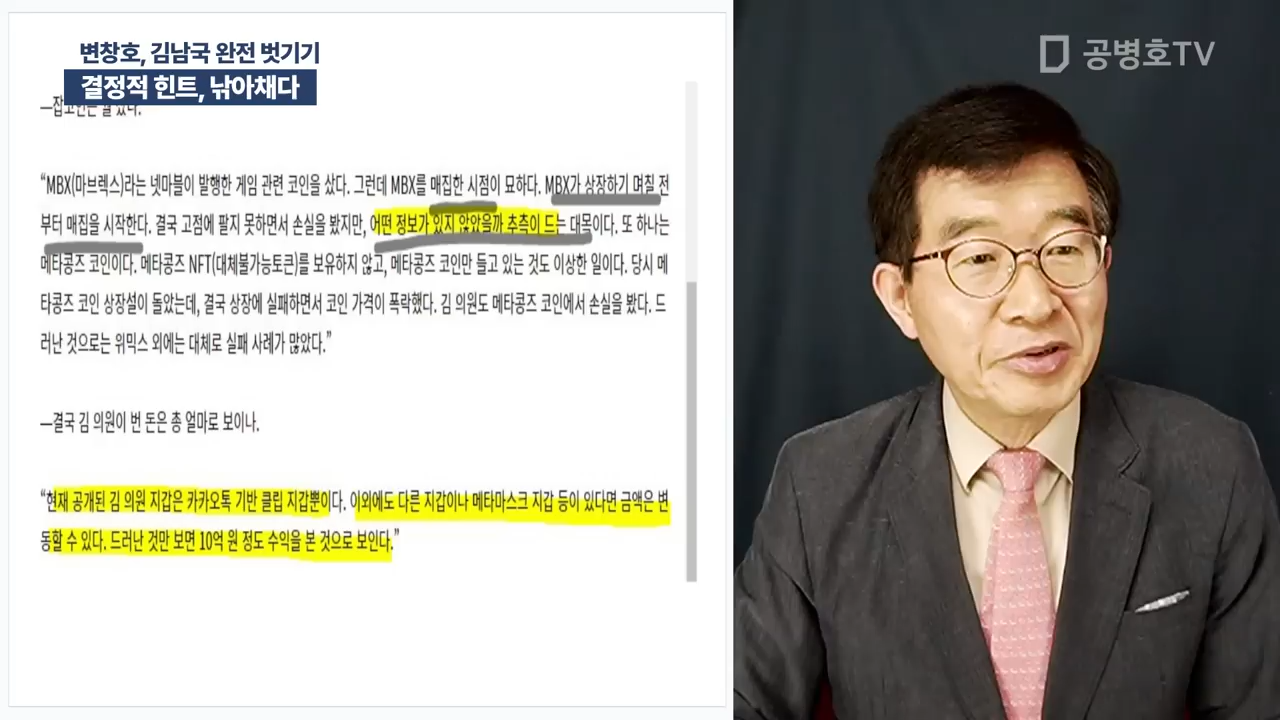 변창호, 김남국 완전 벗기기
결정적 힌트, 낚아채다
공병호TV
—잡코인은 잘 샀나.
“MBX(마브렉스)라는 넷마블이 발행한 게임 관련 코인을 샀다. 그런데 MBX를 매집한 시점이 묘하다. MBX가 상장하기 며칠 전
부터 매집을 시작한다. 결국 고점에 팔지 못하면서 손실을 봤지만, 어떤 정보가 있지 않았을까 추측이 드는 대목이다. 또 하나는
메타콩즈 코인이다. 메타콩즈 NFT(대체불가능토큰)를 보유하지 않고, 메타콩즈 코인만 들고 있는 것도 이상한 일이다. 당시 메
타콩즈 코인 상장설이 돌았는데, 결국 상장에 실패하면서 코인 가격이 폭락했다. 김 의원도 메타콩즈 코인에서 손실을 봤다. 드
러난 것으로는 위믹스 외에는 대체로 실패 사례가 많았다.”
—결국 김 의원이 번 돈은 총 얼마로 보이나.
“현재 공개된 김 의원 지갑은 카카오톡 기반 클립 지갑뿐이다. 이외에도 다른 지갑이나 메타마스크 지갑 등이 있다면 금액은 변
동할 수 있다. 드러난 것만 보면 10억 원 정도 수익을 본 것으로 보인다.”